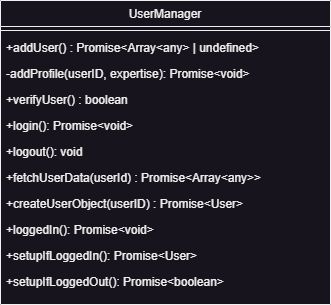 UserManager
+addUser() : Promise<Array<any> | undefined>
-addProfile(userID, expertise): Promise<void>
+verifyUser() : boolean
+login(): Promise<void>
+logout(): void
+fetchUserData(userId) : Promise<Array<any>>
+createUserObject(userID) : Promise<User>
+loggedIn(): Promise<void>
+setupIfLoggedIn(): Promise<User>
+setupIfLoggedOut(): Promise<boolean>